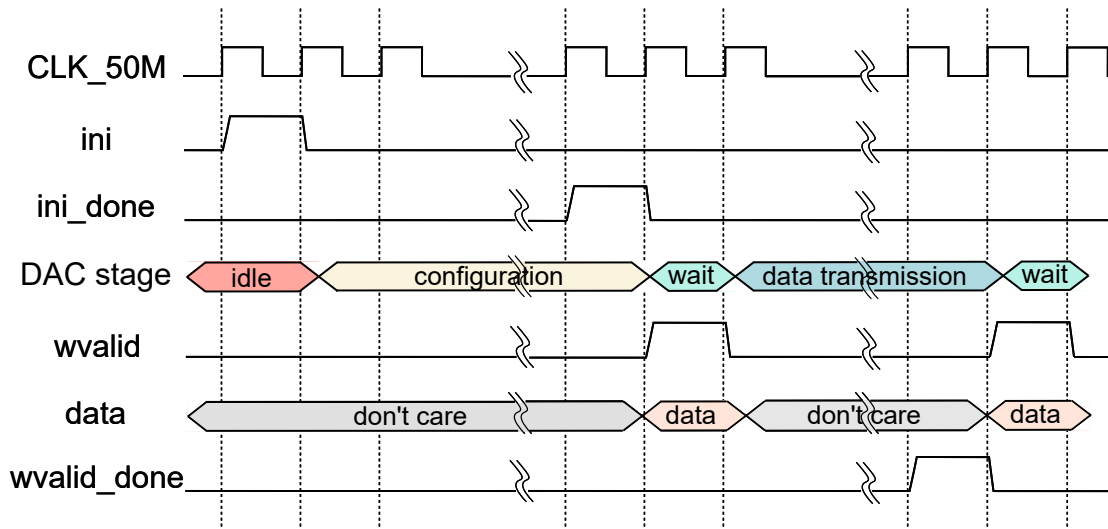 CLK_50M
ini
ini_done
DAC stage
idle
configuration
wait
data transmission
wait
wvalid
data
don't care
data
don't care
data
wvalid_done